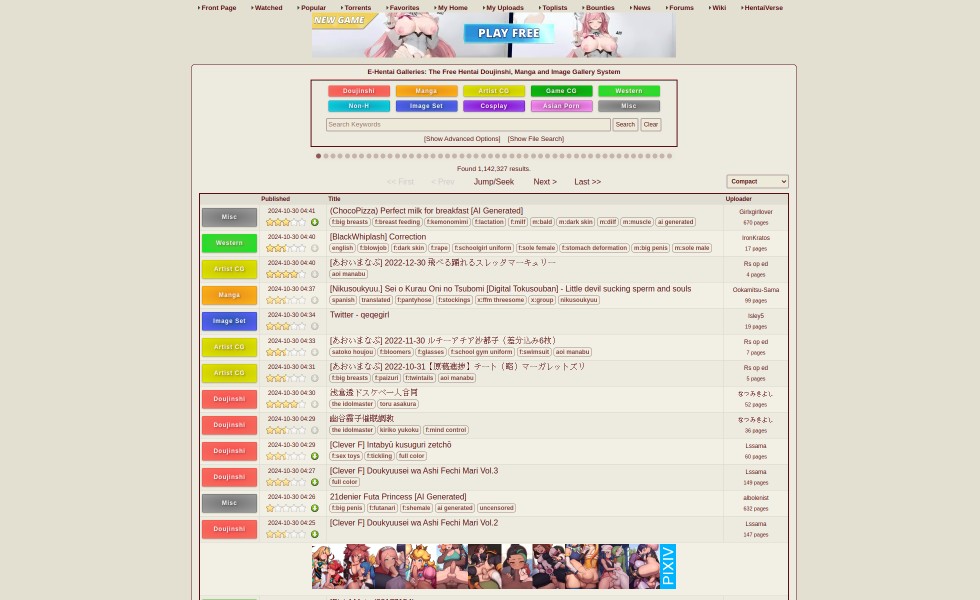 Front Page Watched Popular Torrents Favorites My Home My Uploads Toplists Bounties News Forums Wiki HentaiVerse
NEW GAME
PLAY FREE
E-Hentai Galleries: The Free Hentai Doujinshi, Manga and Image Gallery System
Doujinshi Manga Artist CG Game CG Western
Non-H Image Set Cosplay Asian Porn Misc
Search Keywords Search Clear
[Show Advanced Options] [Show File Search]
Found 1,142,327 results.
<< First < Prev Jump/Seek Next > Last >> Compact
Published Title Uploader
Misc 2024-10-30 04:41 (ChocoPizza) Perfect milk for breakfast [AI Generated] Girlxgirllover
f:big breasts f:breast feeding f:kemonomimi f:lactation f:milf m:bald m:dark skin m:dilf m:muscle ai generated 670 pages
Western 2024-10-30 04:40 [BlackWhiplash] Correction IronKratos
english f:blowjob f:dark skin f:rape f:schoolgirl uniform f:sole female f:stomach deformation m:big penis m:sole male 17 pages
Artist CG 2024-10-30 04:40 [あおいまなぶ] 2022-12-30 飛べる踊れるスレッタマーキュリー Rs op ed
aoi manabu 4 pages
Manga 2024-10-30 04:37 [Nikusoukyuu.] Sei o Kurau Oni no Tsubomi [Digital Tokusouban] - Little devil sucking sperm and souls Ookamitsu-Sama
spanish translated f:pantyhose f:stockings x:ffm threesome x:group nikusoukyuu 99 pages
Image Set 2024-10-30 04:34 Twitter - qeqegirl Isley5
19 pages
Artist CG 2024-10-30 04:33 [あおいまなぶ] 2022-11-30 ルチーアチア沙都子（差分込み6枚） Rs op ed
satoko houjou f:bloomers f:glasses f:school gym uniform f:swimsuit aoi manabu 7 pages
Artist CG 2024-10-30 04:31 [あおいまなぶ] 2022-10-31【原稿進捗】チート（略）マーガレットズリ Rs op ed
f:big breasts f:paizuri f:twintails aoi manabu 5 pages
Doujinshi 2024-10-30 04:30 浅倉透ドスケベ一人合同 なつみきよし
the idolmaster toru asakura 52 pages
Doujinshi 2024-10-30 04:29 幽谷霧子催眠調教 なつみきよし
the idolmaster kiriko yukoku f:mind control 36 pages
Doujinshi 2024-10-30 04:29 [Clever F] Intabyū kusuguri zetchō Lssama
f:sex toys f:tickling full color 60 pages
Doujinshi 2024-10-30 04:27 [Clever F] Doukyuusei wa Ashi Fechi Mari Vol.3 Lssama
full color 149 pages
Misc 2024-10-30 04:26 21denier Futa Princess [AI Generated] albolenist
f:big penis f:futanari f:shemale ai generated uncensored 632 pages
Doujinshi 2024-10-30 04:25 [Clever F] Doukyuusei wa Ashi Fechi Mari Vol.2 Lssama
147 pages
PIXIV